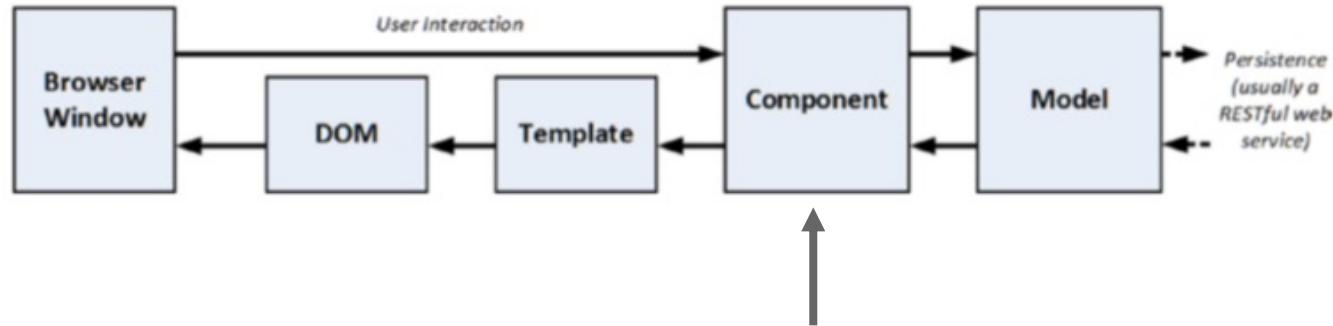 User Interaction
Browser
Window
DOM
Template
Component
Model
Persistence
(usually a
RESTful web
service)